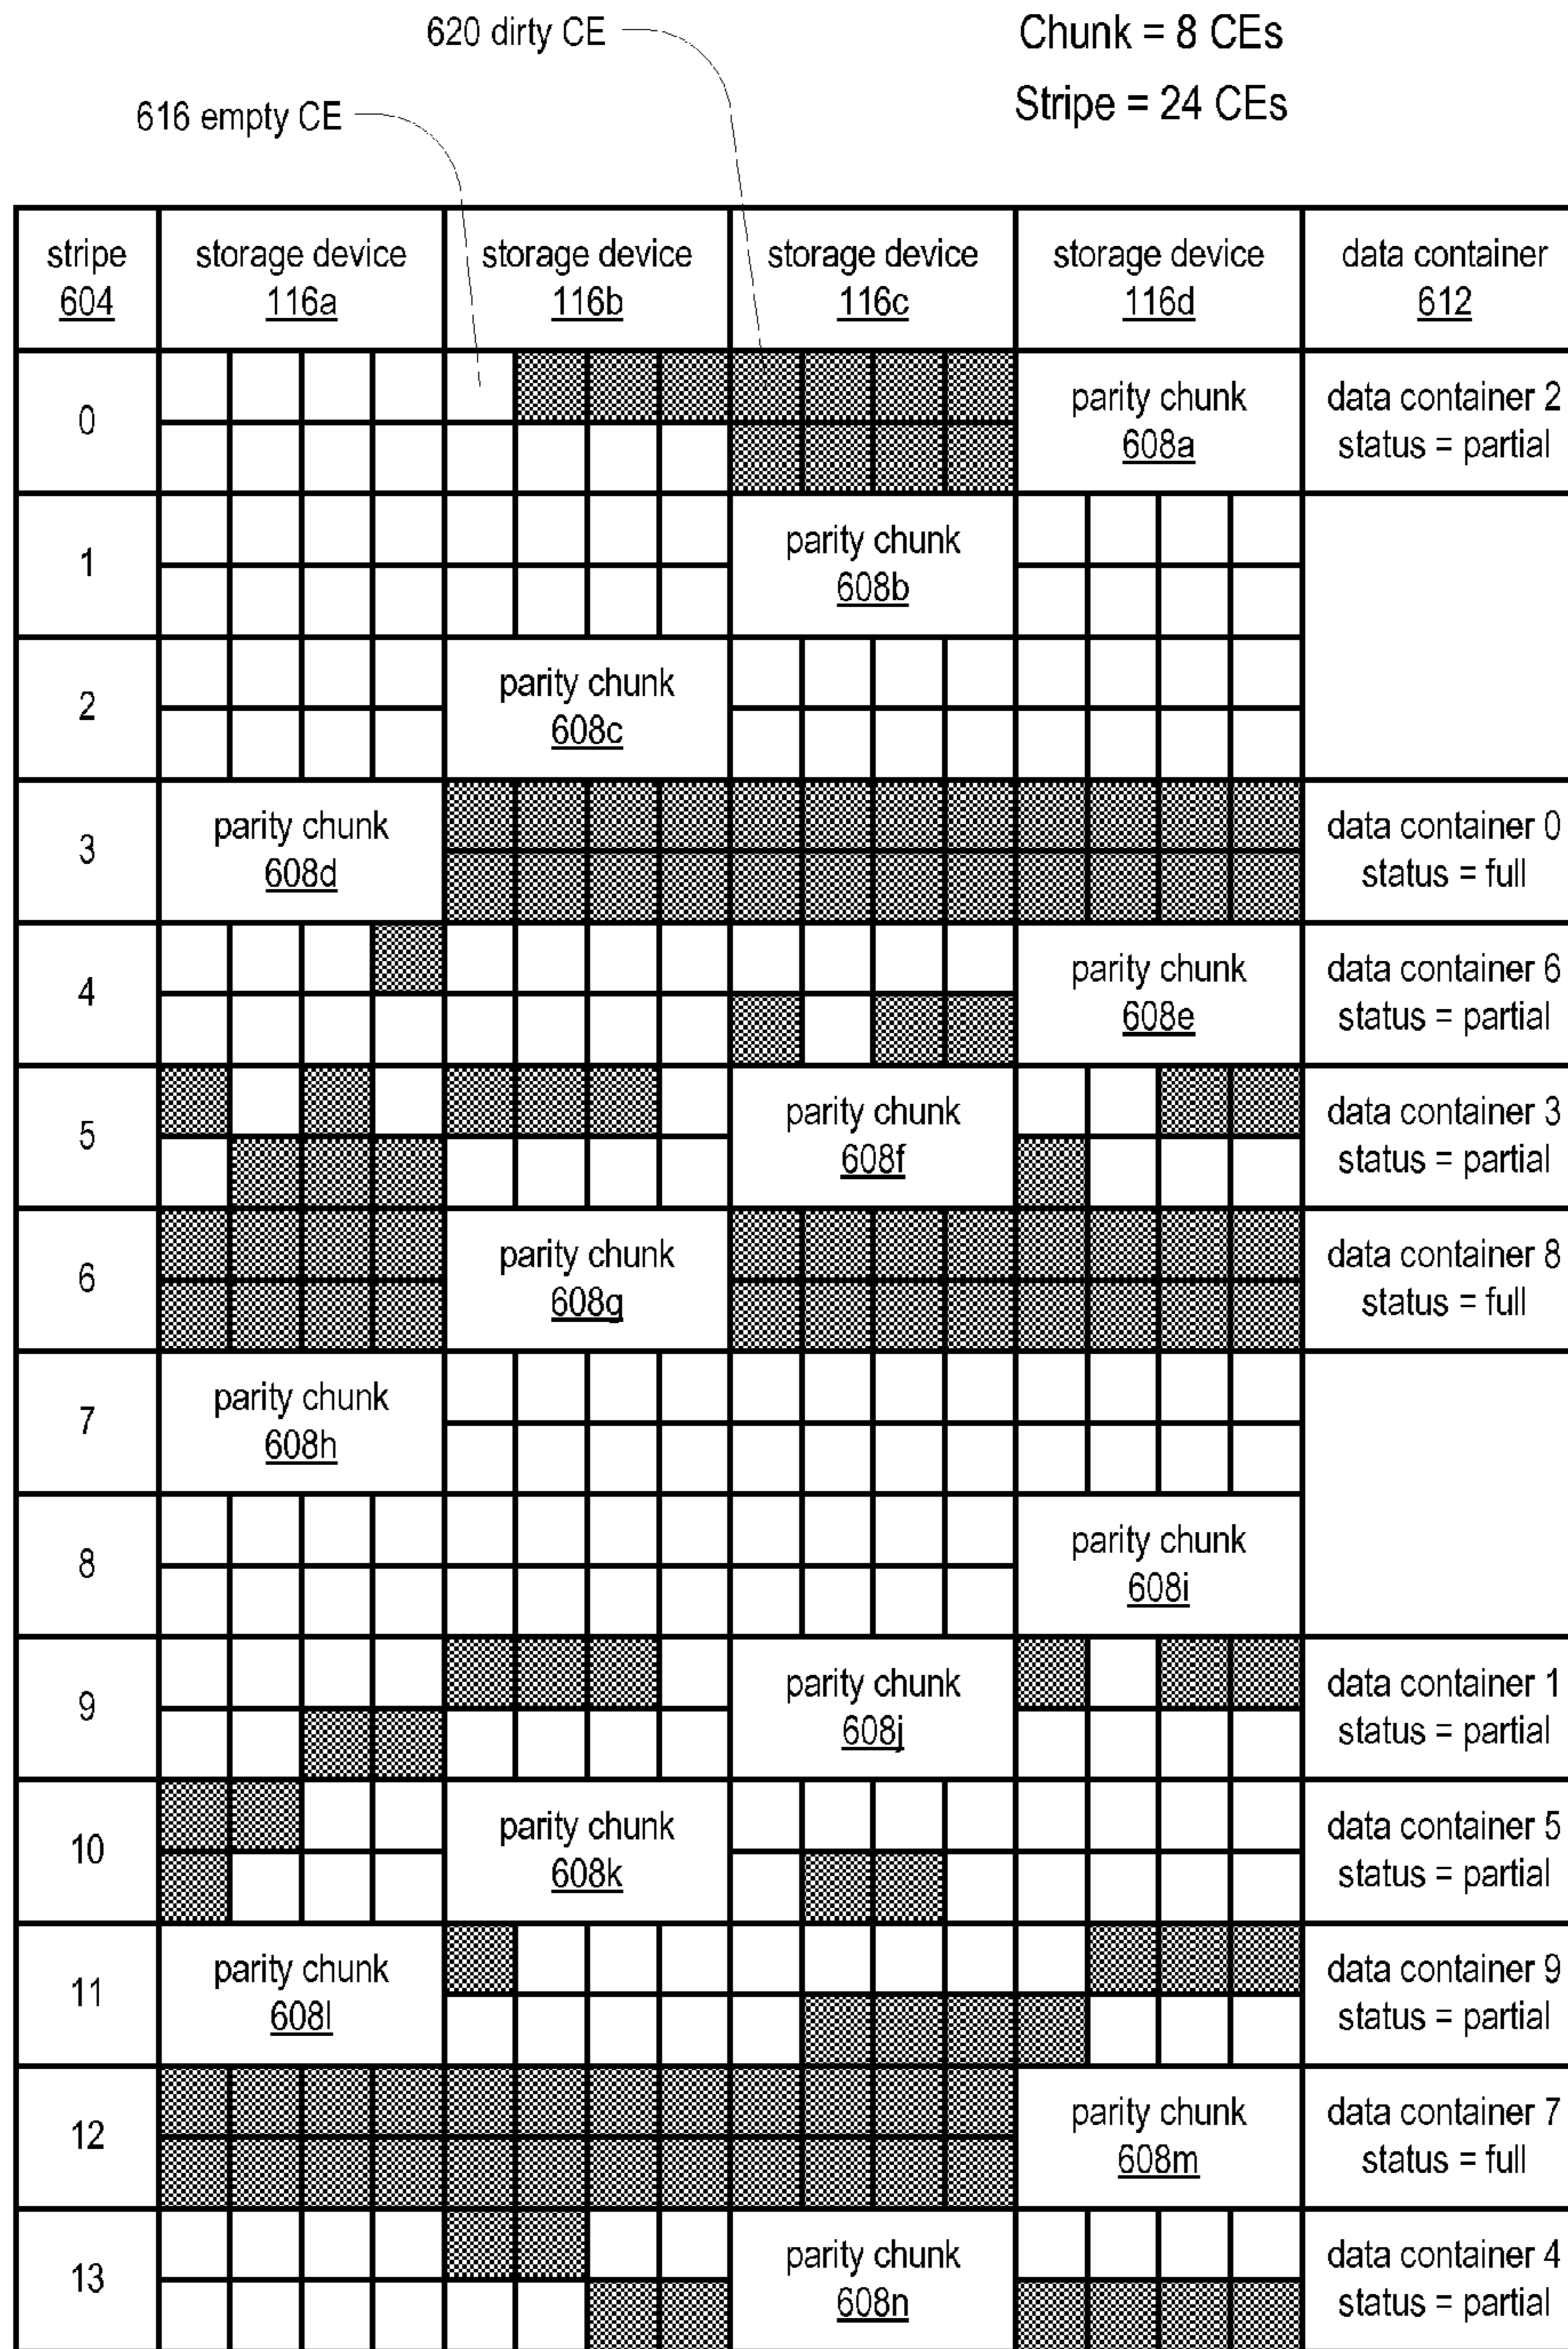 620 dirty CE
Chunk = 8 CEs
616 empty CE
Stripe = 24 CEs
stripe
604
storage device
116a
storage device
116b
storage device
116c
storage device
116d
data container
612
0
parity chunk
608a
data container 2
status = partial
1
parity chunk
608b
2
parity chunk
608c
3
parity chunk
608d
data container 0
status = full
4
parity chunk
608e
data container 6
status = partial
5
parity chunk
608f
data container 3
status = partial
6
parity chunk
608g
data container 8
status = full
7
parity chunk
608h
8
parity chunk
608i
9
parity chunk
608j
data container 1
status = partial
10
parity chunk
608k
data container 5
status = partial
11
parity chunk
608l
data container 9
status = partial
12
parity chunk
608m
data container 7
status = full
13
parity chunk
608n
data container 4
status = partial